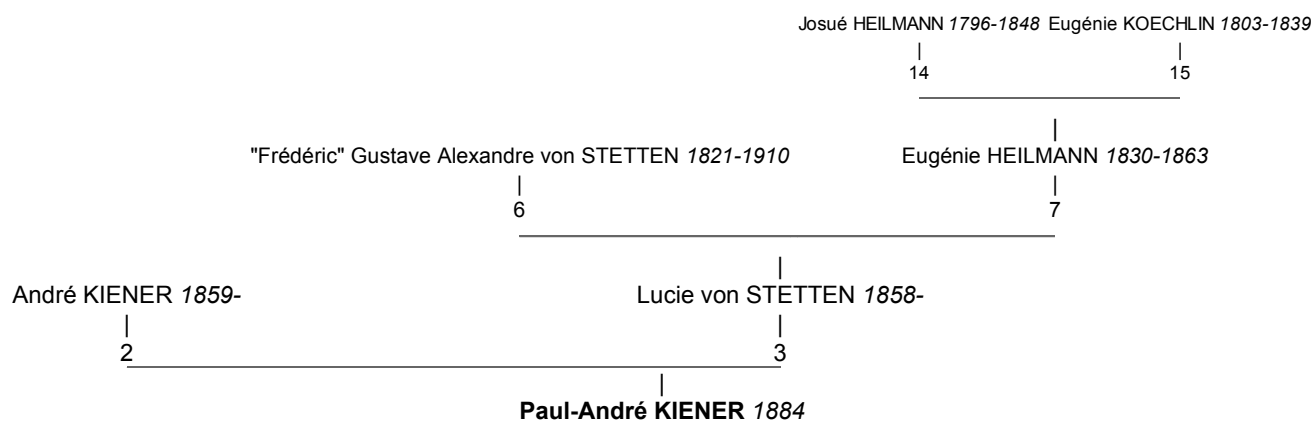 Josué HEILMANN 1796-1848 Eugénie KOECHLIN 1803-1839
14 15
"Frédéric" Gustave Alexandre von STETTEN 1821-1910 Eugénie HEILMANN 1830-1863
6 7
André KIENER 1859- Lucie von STETTEN 1858-
2 3
Paul-André KIENER 1884